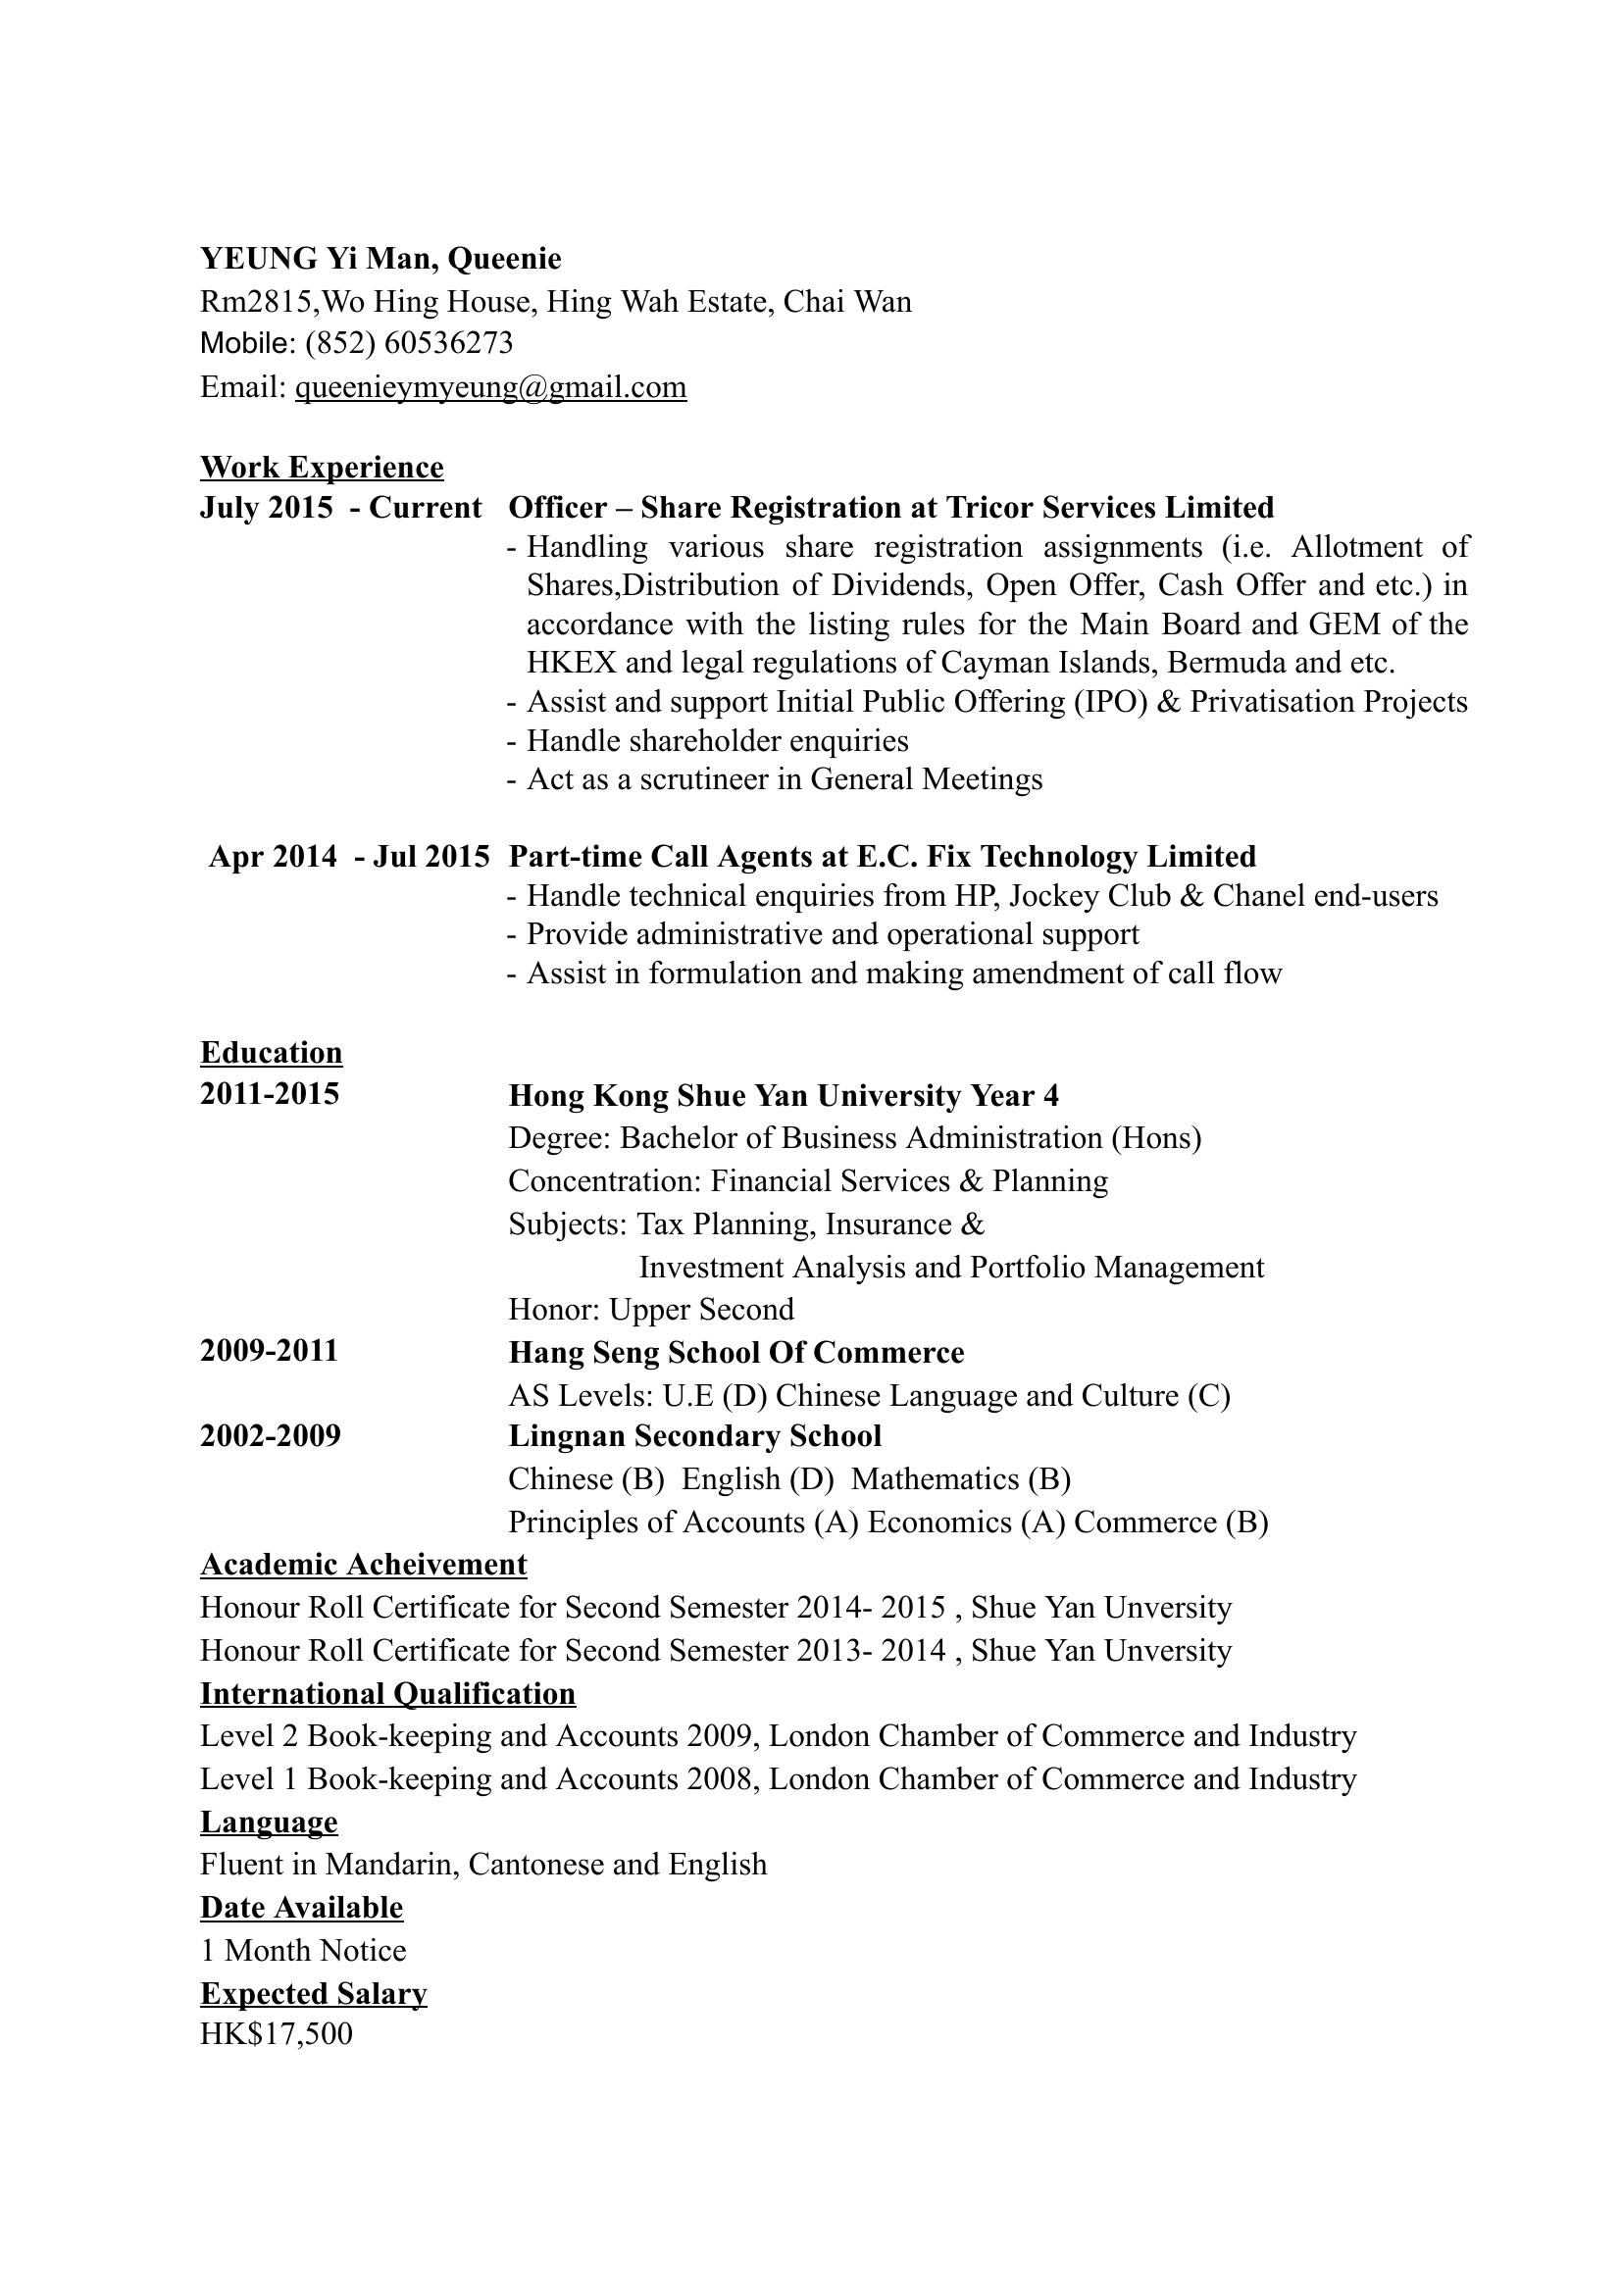 YEUNG Yi Man, Queenie
Rm2815,Wo Hing House, Hing Wah Estate, Chai Wan
Mobile: (852) 60536273
Email: queenieymyeung@gmail.com
Work Experience
July 2015 - Current Officer – Share Registration at Tricor Services Limited
- Handling various share registration assignments (i.e. Allotment of
Shares,Distribution of Dividends, Open Offer, Cash Offer and etc.) in
accordance with the listing rules for the Main Board and GEM of the
HKEX and legal regulations of Cayman Islands, Bermuda and etc.
- Assist and support Initial Public Offering (IPO) & Privatisation Projects
- Handle shareholder enquiries
- Act as a scrutineer in General Meetings
Apr 2014 - Jul 2015 Part-time Call Agents at E.C. Fix Technology Limited
- Handle technical enquiries from HP, Jockey Club & Chanel end-users
- Provide administrative and operational support
- Assist in formulation and making amendment of call flow
Education
2011-2015 Hong Kong Shue Yan University Year 4
Degree: Bachelor of Business Administration (Hons)
Concentration: Financial Services & Planning
Subjects: Tax Planning, Insurance &
Investment Analysis and Portfolio Management
Honor: Upper Second
2009-2011 Hang Seng School Of Commerce
AS Levels: U.E (D) Chinese Language and Culture (C)
2002-2009 Lingnan Secondary School
Chinese (B) English (D) Mathematics (B)
Principles of Accounts (A) Economics (A) Commerce (B)
Academic Acheivement
Honour Roll Certificate for Second Semester 2014- 2015 , Shue Yan Unversity
Honour Roll Certificate for Second Semester 2013- 2014 , Shue Yan Unversity
International Qualification
Level 2 Book-keeping and Accounts 2009, London Chamber of Commerce and Industry
Level 1 Book-keeping and Accounts 2008, London Chamber of Commerce and Industry
Language
Fluent in Mandarin, Cantonese and English
Date Available
1 Month Notice
Expected Salary
HK$17,500